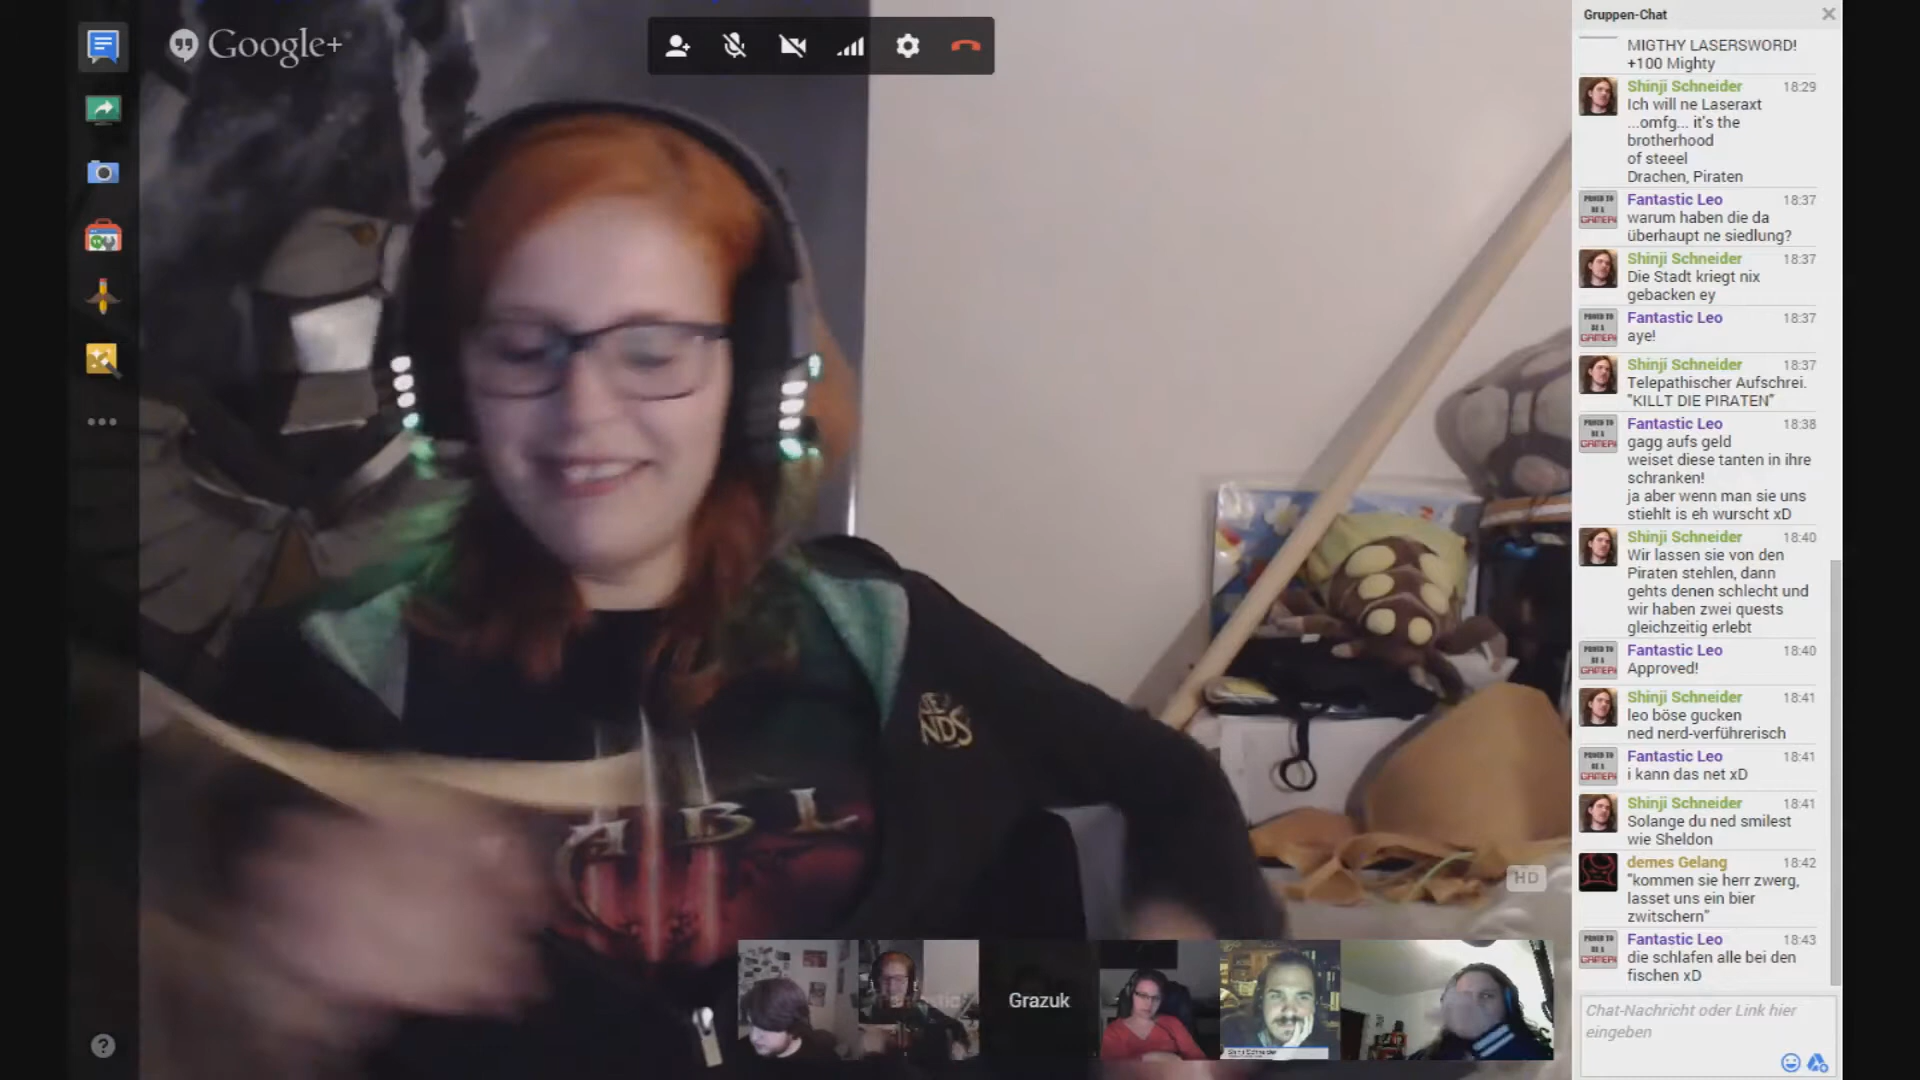 Google+
Gruppen-Chat
MIGTHY LASERSWORD!
+100 Mighty
Shinji Schneider 18:29
Ich will ne Laseraxt
...omfg... it's the
brotherhood
of steeel
Drachen, Piraten
Fantastic Leo 18:37
warum haben die da
überhaupt ne siedlung?
Shinji Schneider 18:37
Die Stadt kriegt nix
gebacken ey
Fantastic Leo 18:37
aye!
Shinji Schneider 18:37
Telepathischer Aufschrei.
"KILLT DIE PIRATEN"
Fantastic Leo 18:38
gagg aufs geld
weiset diese tanten in ihre
schranken!
ja aber wenn man sie uns
stiehlt is eh wurscht xD
Shinji Schneider 18:40
Wir lassen sie von den
Piraten stehlen, dann
gehts denen schlecht und
wir haben zwei quests
gleichzeitig erlebt
Fantastic Leo 18:40
Approved!
Shinji Schneider 18:41
leo böse gucken
ned nerd-verführerisch
Fantastic Leo 18:41
i kann das net xD
Shinji Schneider 18:41
Solange du ned smilest
wie Sheldon
demes Gelang 18:42
"kommen sie herr zwerg,
lasset uns ein bier
zwitschern"
Fantastic Leo 18:43
die schlafen alle bei den
fischen xD
Chat-Nachricht oder Link hier
eingeben
NDS
ABL
HD
Grazuk
Shinji Schneider